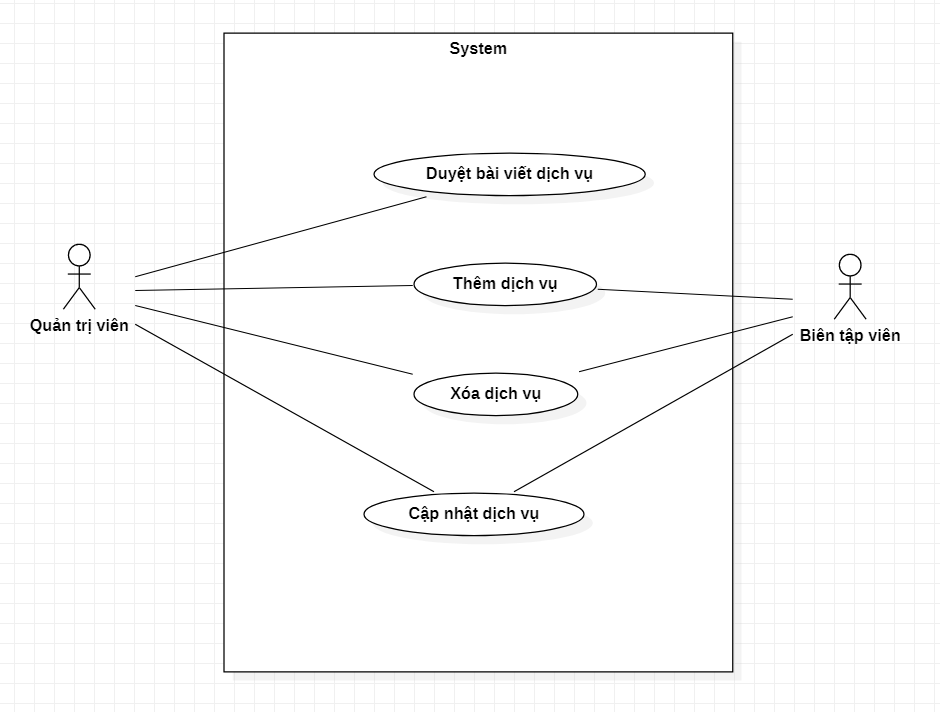 System
Duyệt bài viết dịch vụ
Thêm dịch vụ
Quản trị viên
Biên tập viên
Xóa dịch vụ
Cập nhật dịch vụ